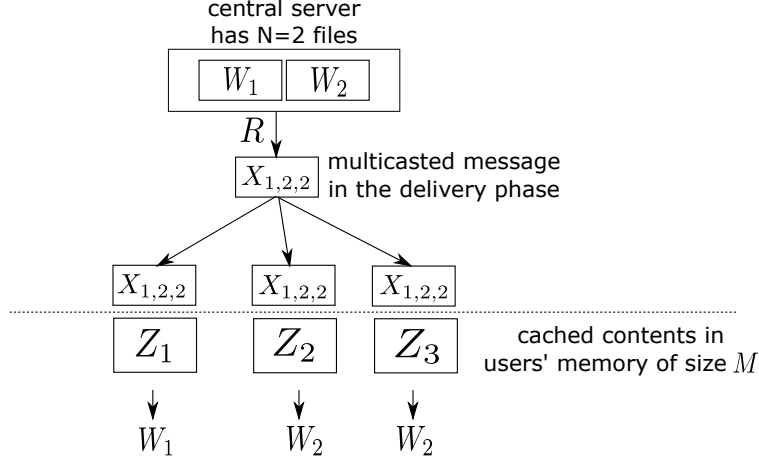 central server
has N=2 files
W₁ W₂
R
X₁,₂,₂
multicasted message
in the delivery phase
X₁,₂,₂ X₁,₂,₂ X₁,₂,₂
Z₁ Z₂ Z₃
cached contents in
users' memory of size M
W₁ W₂ W₂